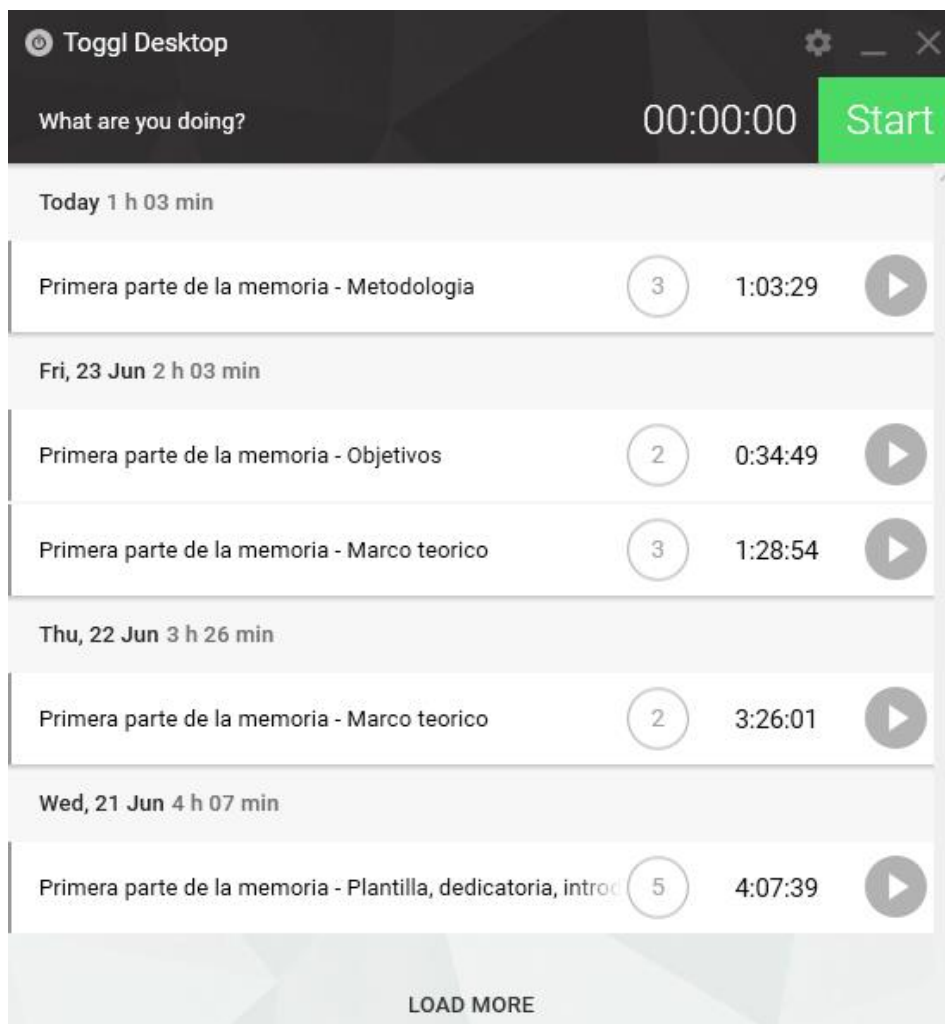 Toggl Desktop
What are you doing? 00:00:00 Start
Today 1 h 03 min
Primera parte de la memoria - Metodologia 3 1:03:29
Fri, 23 Jun 2 h 03 min
Primera parte de la memoria - Objetivos 2 0:34:49
Primera parte de la memoria - Marco teorico 3 1:28:54
Thu, 22 Jun 3 h 26 min
Primera parte de la memoria - Marco teorico 2 3:26:01
Wed, 21 Jun 4 h 07 min
Primera parte de la memoria - Plantilla, dedicatoria, introd 5 4:07:39
LOAD MORE